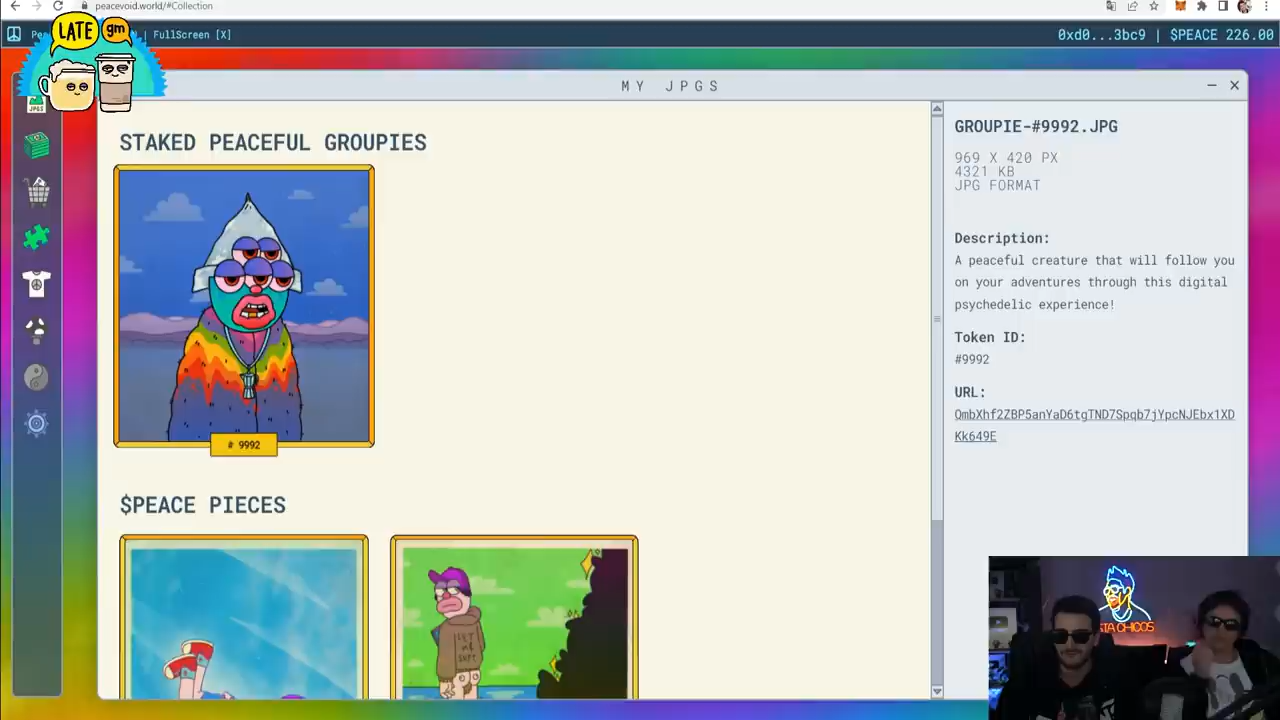 peacevoid.world/#Collection
LATE gm
| FullScreen [X]
0xd0...3bc9 | $PEACE 226.00
JPGS
MY JPGS
STAKED PEACEFUL GROUPIES
# 9992
$PEACE PIECES
GROUPIE-#9992.JPG
969 X 420 PX
4321 KB
JPG FORMAT
Description:
A peaceful creature that will follow you
on your adventures through this digital
psychedelic experience!
Token ID:
#9992
URL:
QmbXhf2ZBP5anYaD6tgTND7Spqb7jYpcNJEbx1XD
Kk649E